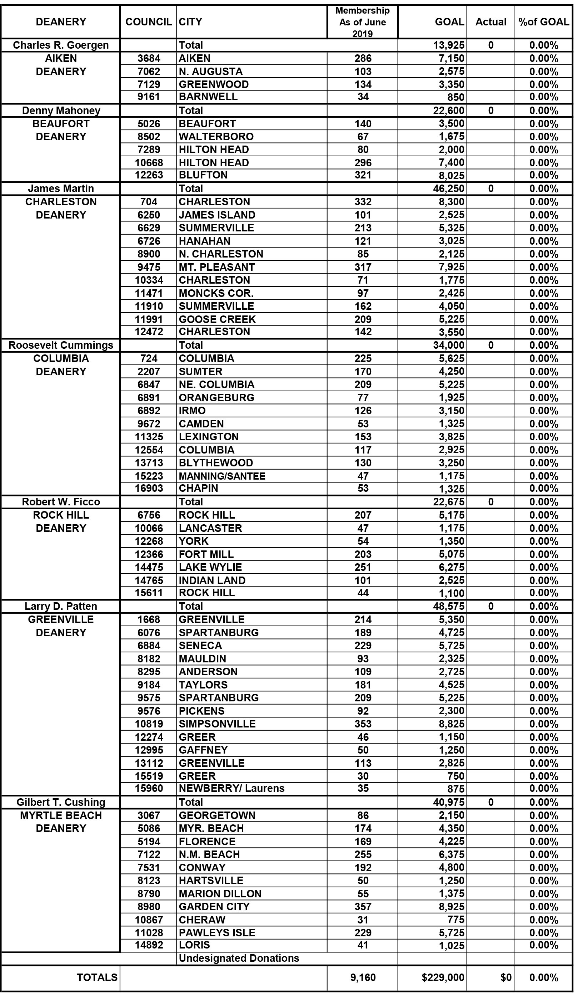 DEANERY COUNCIL CITY Membership As of June 2019 GOAL Actual %of GOAL
Charles R. Goergen Total 13,925 0 0.00%
AIKEN 3684 AIKEN 286 7,150 0.00%
DEANERY 7062 N. AUGUSTA 103 2,575 0.00%
7129 GREENWOOD 134 3,350 0.00%
9161 BARNWELL 34 850 0.00%
Denny Mahoney Total 22,600 0 0.00%
BEAUFORT 5026 BEAUFORT 140 3,500 0.00%
DEANERY 8502 WALTERBORO 67 1,675 0.00%
7289 HILTON HEAD 80 2,000 0.00%
10668 HILTON HEAD 296 7,400 0.00%
12263 BLUFTON 321 8,025 0.00%
James Martin Total 46,250 0 0.00%
CHARLESTON 704 CHARLESTON 332 8,300 0.00%
DEANERY 6250 JAMES ISLAND 101 2,525 0.00%
6629 SUMMERVILLE 213 5,325 0.00%
6726 HANAHAN 121 3,025 0.00%
8900 N. CHARLESTON 85 2,125 0.00%
9475 MT. PLEASANT 317 7,925 0.00%
10334 CHARLESTON 71 1,775 0.00%
11471 MONCKS COR. 97 2,425 0.00%
11910 SUMMERVILLE 162 4,050 0.00%
11991 GOOSE CREEK 209 5,225 0.00%
12472 CHARLESTON 142 3,550 0.00%
Roosevelt Cummings Total 34,000 0 0.00%
COLUMBIA 724 COLUMBIA 225 5,625 0.00%
DEANERY 2207 SUMTER 170 4,250 0.00%
6847 NE. COLUMBIA 209 5,225 0.00%
6891 ORANGEBURG 77 1,925 0.00%
6892 IRMO 126 3,150 0.00%
9672 CAMDEN 53 1,325 0.00%
11325 LEXINGTON 153 3,825 0.00%
12554 COLUMBIA 117 2,925 0.00%
13713 BLYTHEWOOD 130 3,250 0.00%
15223 MANNING/SANTEE 47 1,175 0.00%
16903 CHAPIN 53 1,325 0.00%
Robert W. Ficco Total 22,675 0 0.00%
ROCK HILL 6756 ROCK HILL 207 5,175 0.00%
DEANERY 10066 LANCASTER 47 1,175 0.00%
12268 YORK 54 1,350 0.00%
12366 FORT MILL 203 5,075 0.00%
14475 LAKE WYLIE 251 6,275 0.00%
14765 INDIAN LAND 101 2,525 0.00%
15611 ROCK HILL 44 1,100 0.00%
Larry D. Patten Total 48,575 0 0.00%
GREENVILLE 1668 GREENVILLE 214 5,350 0.00%
DEANERY 6076 SPARTANBURG 189 4,725 0.00%
6884 SENECA 229 5,725 0.00%
8182 MAULDIN 93 2,325 0.00%
8295 ANDERSON 109 2,725 0.00%
9184 TAYLORS 181 4,525 0.00%
9575 SPARTANBURG 209 5,225 0.00%
9576 PICKENS 92 2,300 0.00%
10819 SIMPSONVILLE 353 8,825 0.00%
12274 GREER 46 1,150 0.00%
12995 GAFFNEY 50 1,250 0.00%
13112 GREENVILLE 113 2,825 0.00%
15519 GREER 30 750 0.00%
15960 NEWBERRY/ Laurens 35 875 0.00%
Gilbert T. Cushing Total 40,975 0 0.00%
MYRTLE BEACH 3067 GEORGETOWN 86 2,150 0.00%
DEANERY 5086 MYR. BEACH 174 4,350 0.00%
5194 FLORENCE 169 4,225 0.00%
7122 N.M. BEACH 255 6,375 0.00%
7531 CONWAY 192 4,800 0.00%
8123 HARTSVILLE 50 1,250 0.00%
8790 MARION DILLON 55 1,375 0.00%
8980 GARDEN CITY 357 8,925 0.00%
10867 CHERAW 31 775 0.00%
11028 PAWLEYS ISLE 229 5,725 0.00%
14892 LORIS 41 1,025 0.00%
Undesignated Donations
TOTALS 9,160 $229,000 $0 0.00%